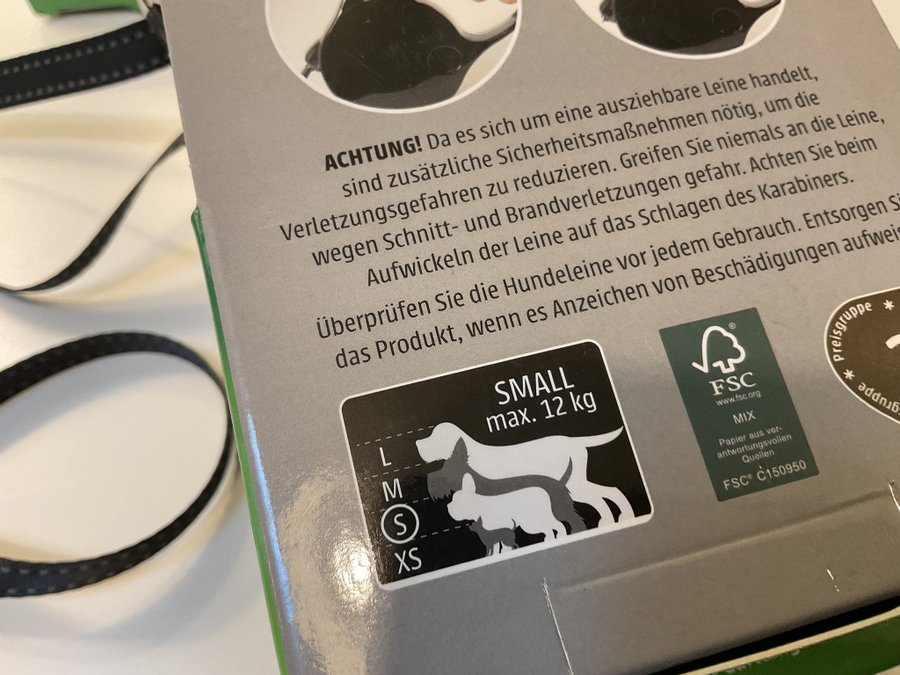 ACHTUNG! Da es sich um eine ausziehbare Leine handelt,
sind zusätzliche Sicherheitsmaßnehmen nötig, um die
Verletzungsgefahren zu reduzieren. Greifen Sie niemals an die Leine,
wegen Schnitt- und Brandverletzungen gefahr. Achten Sie beim
Aufwickeln der Leine auf das Schlagen des Karabiners.
Überprüfen Sie die Hundeleine vor jedem Gebrauch. Entsorgen
das Produkt, wenn es Anzeichen von Beschädigungen
SMALL
max. 12 kg
L
M
S
XS
FSC
www.fsc.org
MIX
Papier aus ver-
antwortungsvollen
Quellen
FSC® C150950
Preisgruppe